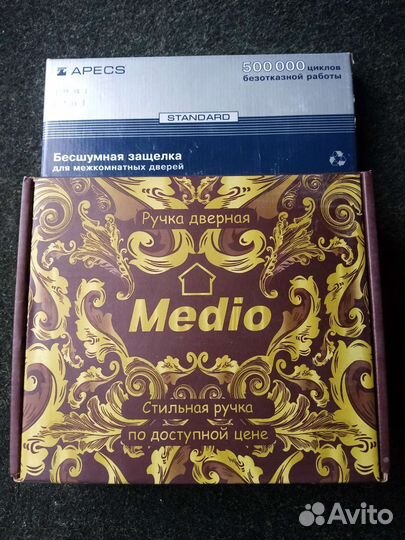 APECS
500 000 циклов
безотказной работы
STANDARD
Бесшумная защелка
для межкомнатных дверей
Ручка дверная
Medio
Стильная ручка
по доступной цене
Avito